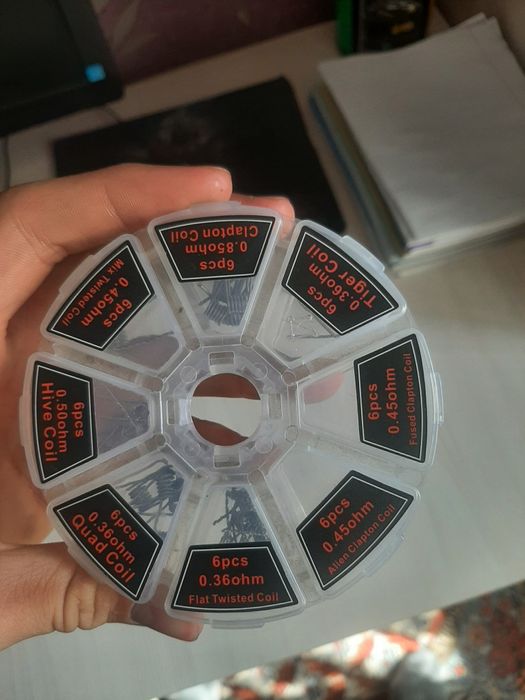 6pcs
0.85ohm
Clapton Coil
6pcs
0.36ohm
Tiger Coil
6pcs
0.45ohm
Fused Clapton Coil
6pcs
0.45ohm
Alien Clapton Coil
6pcs
0.36ohm
Flat Twisted Coil
6pcs
0.36ohm
Quad Coil
6pcs
0.50ohm
Hive Coil
6pcs
0.45ohm
Mix Twisted Coil